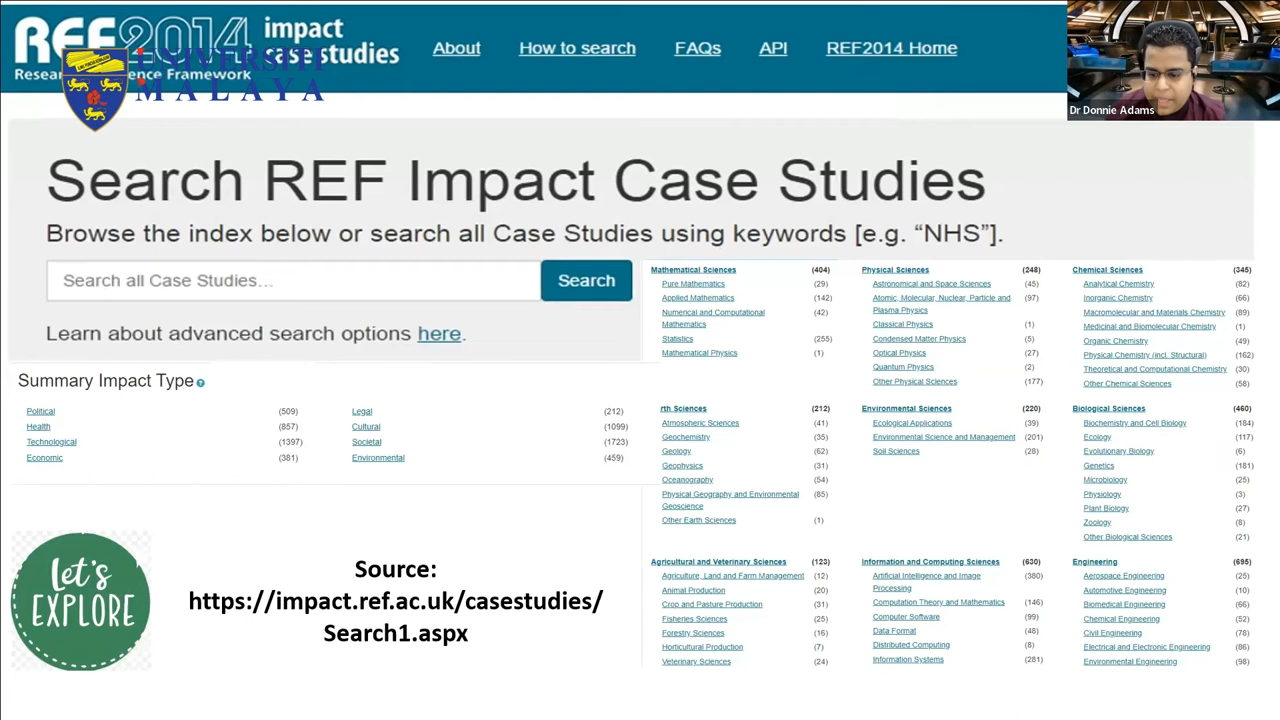 REF2014 impact case studies
Research Excellence Framework
UNIVERSITI
MALAYA
About
How to search
FAQs
API
REF2014 Home
Dr Donnie Adams
Search REF Impact Case Studies
Browse the index below or search all Case Studies using keywords [e.g. “NHS”].
Search all Case Studies...
Search
Learn about advanced search options here.
Summary Impact Type
Political (509)
Health (857)
Technological (1397)
Economic (381)
Legal (212)
Cultural (1099)
Societal (1723)
Environmental (459)
Let's
EXPLORE
Source:
https://impact.ref.ac.uk/casestudies/
Search1.aspx
Mathematical Sciences (404)
Pure Mathematics (29)
Applied Mathematics (142)
Numerical and Computational (42)
Mathematics
Statistics (255)
Mathematical Physics (1)
Physical Sciences (248)
Astronomical and Space Sciences (45)
Atomic, Molecular, Nuclear, Particle and (97)
Plasma Physics
Classical Physics (1)
Condensed Matter Physics (5)
Optical Physics (27)
Quantum Physics (2)
Other Physical Sciences (177)
Chemical Sciences (345)
Analytical Chemistry (82)
Inorganic Chemistry (66)
Macromolecular and Materials Chemistry (89)
Medicinal and Biomolecular Chemistry (1)
Organic Chemistry (49)
Physical Chemistry (incl. Structural) (162)
Theoretical and Computational Chemistry (30)
Other Chemical Sciences (58)
rth Sciences (212)
Atmospheric Sciences (41)
Geochemistry (35)
Geology (62)
Geophysics (31)
Oceanography (54)
Physical Geography and Environmental (85)
Geoscience
Other Earth Sciences (1)
Environmental Sciences (220)
Ecological Applications (39)
Environmental Science and Management (201)
Soil Sciences (28)
Biological Sciences (460)
Biochemistry and Cell Biology (184)
Ecology (117)
Evolutionary Biology (6)
Genetics (181)
Microbiology (25)
Physiology (3)
Plant Biology (27)
Zoology (8)
Other Biological Sciences (21)
Agricultural and Veterinary Sciences (123)
Agriculture, Land and Farm Management (12)
Animal Production (20)
Crop and Pasture Production (31)
Fisheries Sciences (25)
Forestry Sciences (16)
Horticultural Production (7)
Veterinary Sciences (24)
Information and Computing Sciences (630)
Artificial Intelligence and Image (380)
Processing
Computation Theory and Mathematics (146)
Computer Software (99)
Data Format (48)
Distributed Computing (8)
Information Systems (281)
Engineering (695)
Aerospace Engineering (25)
Automotive Engineering (10)
Biomedical Engineering (66)
Chemical Engineering (52)
Civil Engineering (78)
Electrical and Electronic Engineering (86)
Environmental Engineering (98)